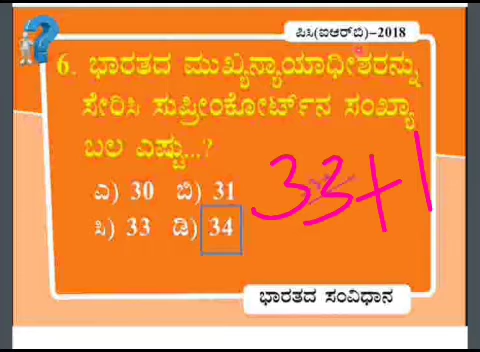 ಪಿಸಿ(ಐಆರ್‌ಬಿ)–2018
6. ಭಾರತದ ಮುಖ್ಯನ್ಯಾಯಾಧೀಶರನ್ನು
ಸೇರಿಸಿ ಸುಪ್ರೀಂಕೋರ್ಟ್‌ನ ಸಂಖ್ಯಾ
ಬಲ ಎಷ್ಟು...?
ಎ) 30 ಬಿ) 31
ಸಿ) 33 ಡಿ) 34
33+1
ಭಾರತದ ಸಂವಿಧಾನ